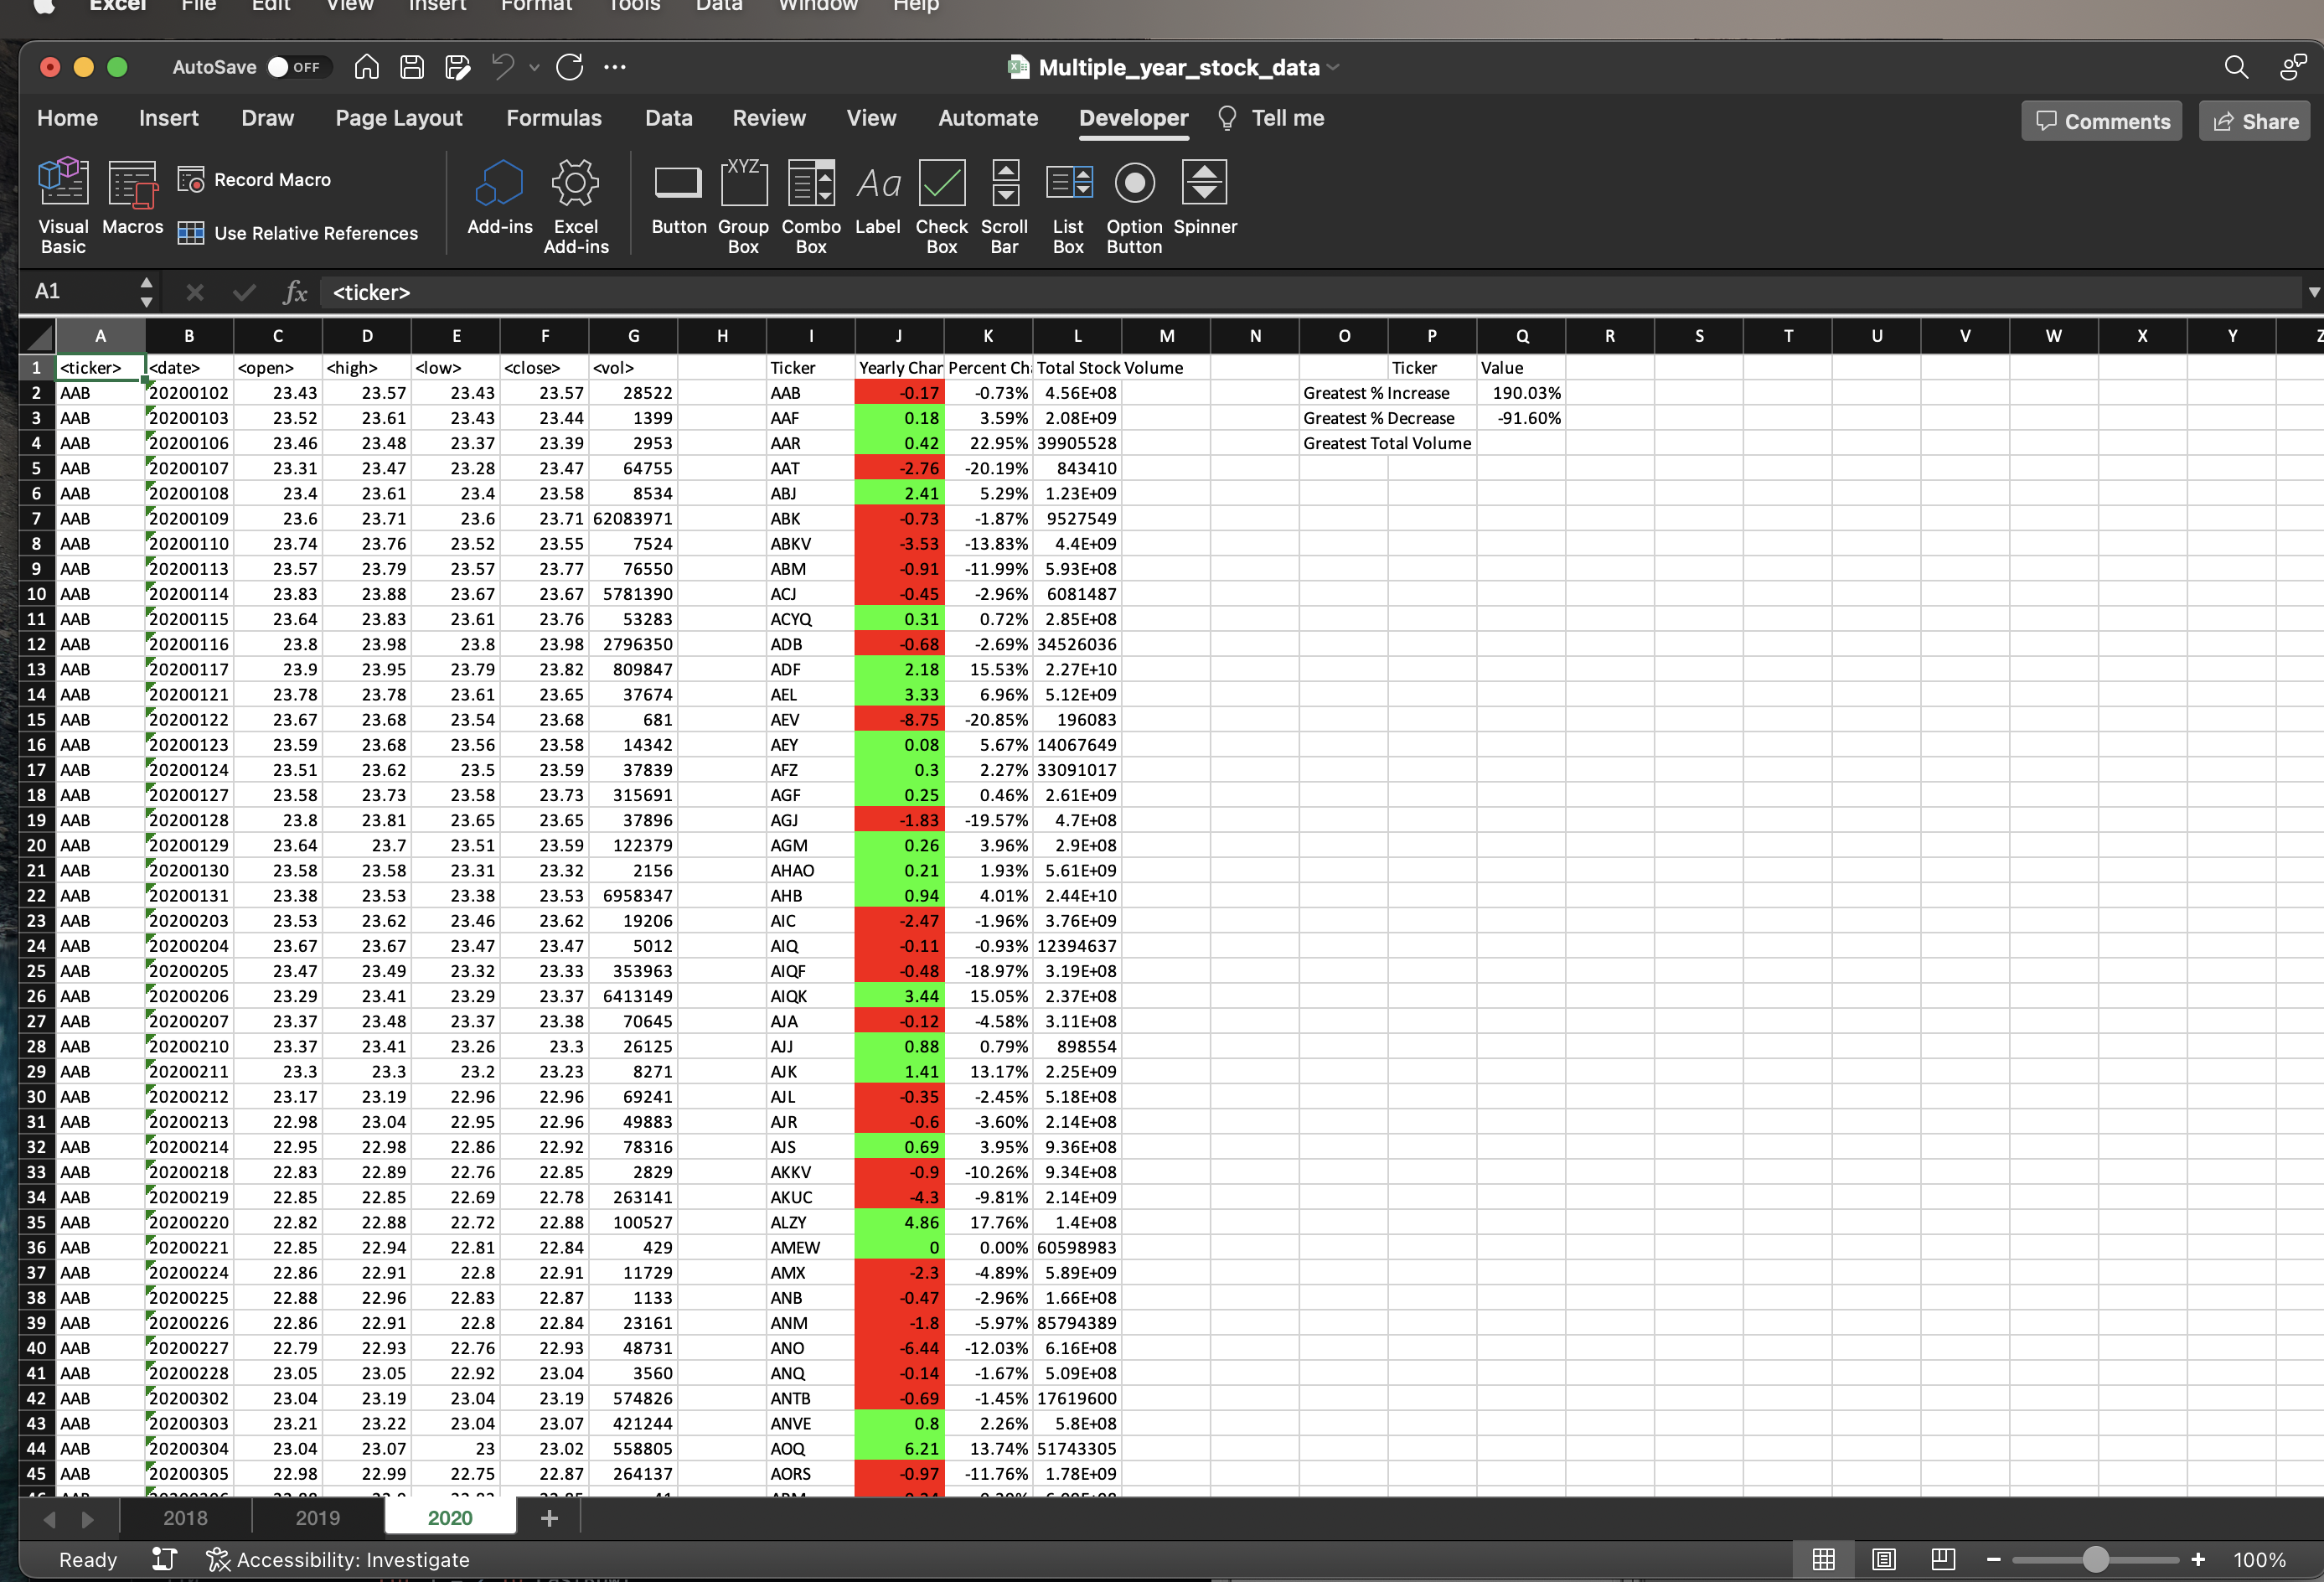 Excel File Edit View Insert Format Tools Data Window Help
AutoSave OFF Multiple_year_stock_data
Home Insert Draw Page Layout Formulas Data Review View Automate Developer Tell me Comments Share
Visual Basic Macros Record Macro Use Relative References Add-ins Excel Add-ins Button Group Box Combo Box Label Check Box Scroll Bar List Box Option Button Spinner
XYZ Aa
A1 fx <ticker>
A B C D E F G H I J K L M N O P Q R S T U V W X Y Z
1 <ticker> <date> <open> <high> <low> <close> <vol> Ticker Yearly Char Percent Ch Total Stock Volume Ticker Value
2 AAB 20200102 23.43 23.57 23.43 23.57 28522 AAB -0.17 -0.73% 4.56E+08 Greatest % Increase 190.03%
3 AAB 20200103 23.52 23.61 23.43 23.44 1399 AAF 0.18 3.59% 2.08E+09 Greatest % Decrease -91.60%
4 AAB 20200106 23.46 23.48 23.37 23.39 2953 AAR 0.42 22.95% 39905528 Greatest Total Volume
5 AAB 20200107 23.31 23.47 23.28 23.47 64755 AAT -2.76 -20.19% 843410
6 AAB 20200108 23.4 23.61 23.4 23.58 8534 ABJ 2.41 5.29% 1.23E+09
7 AAB 20200109 23.6 23.71 23.6 23.71 62083971 ABK -0.73 -1.87% 9527549
8 AAB 20200110 23.74 23.76 23.52 23.55 7524 ABKV -3.53 -13.83% 4.4E+09
9 AAB 20200113 23.57 23.79 23.57 23.77 76550 ABM -0.91 -11.99% 5.93E+08
10 AAB 20200114 23.83 23.88 23.67 23.67 5781390 ACJ -0.45 -2.96% 6081487
11 AAB 20200115 23.64 23.83 23.61 23.76 53283 ACYQ 0.31 0.72% 2.85E+08
12 AAB 20200116 23.8 23.98 23.8 23.98 2796350 ADB -0.68 -2.69% 34526036
13 AAB 20200117 23.9 23.95 23.79 23.82 809847 ADF 2.18 15.53% 2.27E+10
14 AAB 20200121 23.78 23.78 23.61 23.65 37674 AEL 3.33 6.96% 5.12E+09
15 AAB 20200122 23.67 23.68 23.54 23.68 681 AEV -8.75 -20.85% 196083
16 AAB 20200123 23.59 23.68 23.56 23.58 14342 AEY 0.08 5.67% 14067649
17 AAB 20200124 23.51 23.62 23.5 23.59 37839 AFZ 0.3 2.27% 33091017
18 AAB 20200127 23.58 23.73 23.58 23.73 315691 AGF 0.25 0.46% 2.61E+09
19 AAB 20200128 23.8 23.81 23.65 23.65 37896 AGJ -1.83 -19.57% 4.7E+08
20 AAB 20200129 23.64 23.7 23.51 23.59 122379 AGM 0.26 3.96% 2.9E+08
21 AAB 20200130 23.58 23.58 23.31 23.32 2156 AHAO 0.21 1.93% 5.61E+09
22 AAB 20200131 23.38 23.53 23.38 23.53 6958347 AHB 0.94 4.01% 2.44E+10
23 AAB 20200203 23.53 23.62 23.46 23.62 19206 AIC -2.47 -1.96% 3.76E+09
24 AAB 20200204 23.67 23.67 23.47 23.47 5012 AIQ -0.11 -0.93% 12394637
25 AAB 20200205 23.47 23.49 23.32 23.33 353963 AIQF -0.48 -18.97% 3.19E+08
26 AAB 20200206 23.29 23.41 23.29 23.37 6413149 AIQK 3.44 15.05% 2.37E+08
27 AAB 20200207 23.37 23.48 23.37 23.38 70645 AJA -0.12 -4.58% 3.11E+08
28 AAB 20200210 23.37 23.41 23.26 23.3 26125 AJJ 0.88 0.79% 898554
29 AAB 20200211 23.3 23.3 23.2 23.23 8271 AJK 1.41 13.17% 2.25E+09
30 AAB 20200212 23.17 23.19 22.96 22.96 69241 AJL -0.35 -2.45% 5.18E+08
31 AAB 20200213 22.98 23.04 22.95 22.96 49883 AJR -0.6 -3.60% 2.14E+08
32 AAB 20200214 22.95 22.98 22.86 22.92 78316 AJS 0.69 3.95% 9.36E+08
33 AAB 20200218 22.83 22.89 22.76 22.85 2829 AKKV -0.9 -10.26% 9.34E+08
34 AAB 20200219 22.85 22.85 22.69 22.78 263141 AKUC -4.3 -9.81% 2.14E+09
35 AAB 20200220 22.82 22.88 22.72 22.88 100527 ALZY 4.86 17.76% 1.4E+08
36 AAB 20200221 22.85 22.94 22.81 22.84 429 AMEW 0 0.00% 60598983
37 AAB 20200224 22.86 22.91 22.8 22.91 11729 AMX -2.3 -4.89% 5.89E+09
38 AAB 20200225 22.88 22.96 22.83 22.87 1133 ANB -0.47 -2.96% 1.66E+08
39 AAB 20200226 22.86 22.91 22.8 22.84 23161 ANM -1.8 -5.97% 85794389
40 AAB 20200227 22.79 22.93 22.76 22.93 48731 ANO -6.44 -12.03% 6.16E+08
41 AAB 20200228 23.05 23.05 22.92 23.04 3560 ANQ -0.14 -1.67% 5.09E+08
42 AAB 20200302 23.04 23.19 23.04 23.19 574826 ANTB -0.69 -1.45% 17619600
43 AAB 20200303 23.21 23.22 23.04 23.07 421244 ANVE 0.8 2.26% 5.8E+08
44 AAB 20200304 23.04 23.07 23 23.02 558805 AOQ 6.21 13.74% 51743305
45 AAB 20200305 22.98 22.99 22.75 22.87 264137 AORS -0.97 -11.76% 1.78E+09
2018 2019 2020 +
Ready Accessibility: Investigate 100%